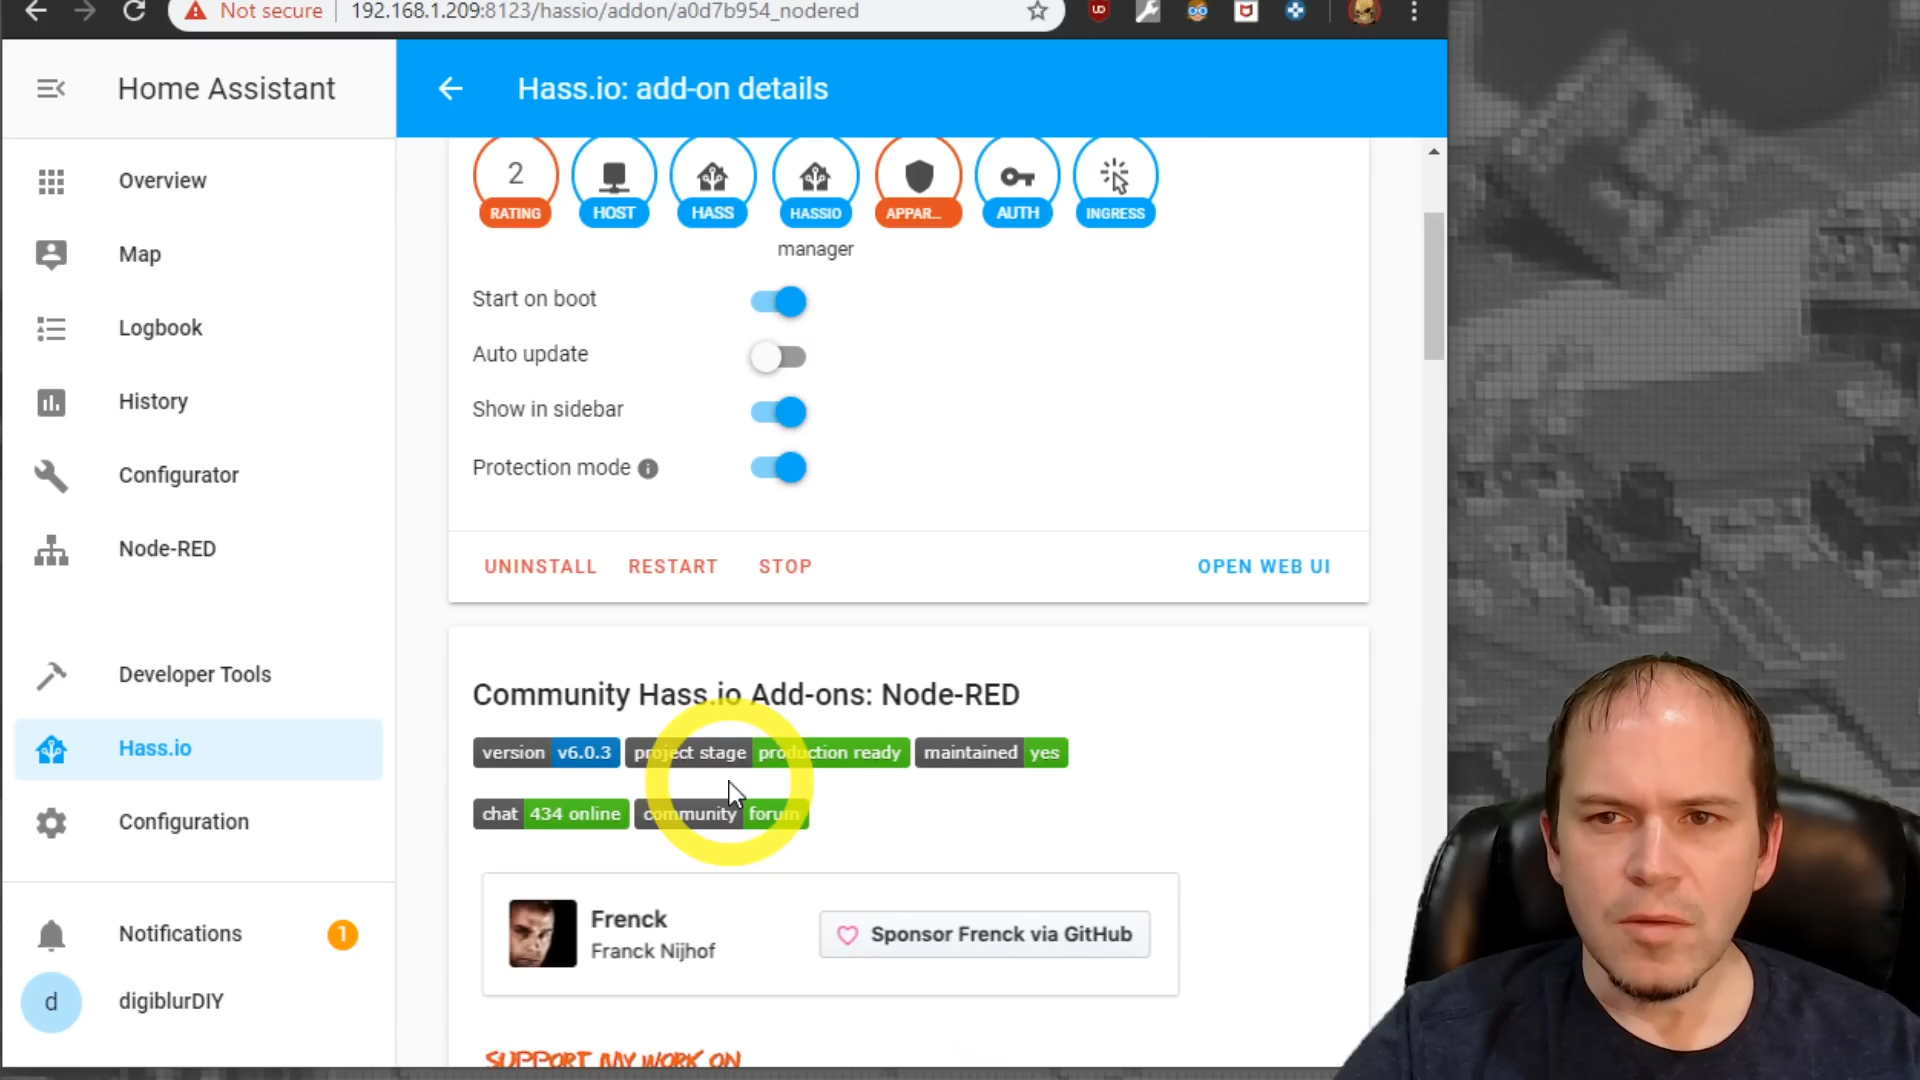 Not secure
192.168.1.209:8123/hassio/addon/a0d7b954_nodered
Home Assistant
Hass.io: add-on details
Overview
Map
Logbook
History
Configurator
Node-RED
Developer Tools
Hass.io
Configuration
Notifications
1
d
digiblurDIY
2
RATING
HOST
HASS
HASSIO
APPAR...
AUTH
INGRESS
manager
Start on boot
Auto update
Show in sidebar
Protection mode
UNINSTALL
RESTART
STOP
OPEN WEB UI
Community Hass.io Add-ons: Node-RED
version v6.0.3 project stage production ready maintained yes
chat 434 online community forum
Frenck
Franck Nijhof
Sponsor Frenck via GitHub
SUPPORT MY WORK ON